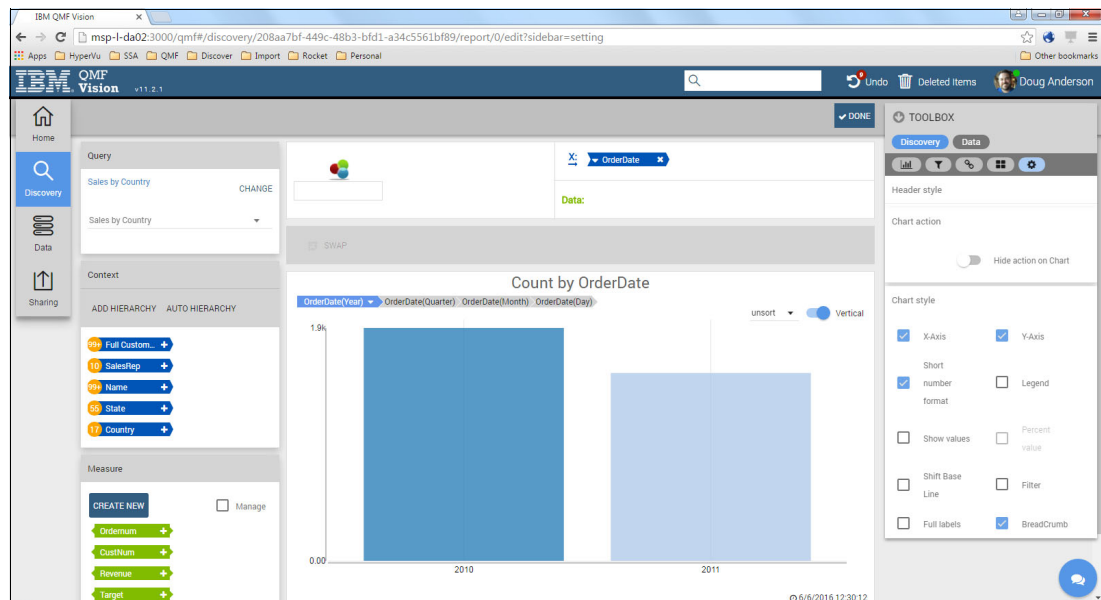 IBM QMF Vision
msp-l-da02:3000/qmf#/discovery/208aa7bf-449c-48b3-bfd1-a34c5561bf89/report/0/edit?sidebar=setting
Apps HyperVu SSA QMF Discover Import Rocket Personal Other bookmarks
IBM QMF Vision v11.2.1
9 Undo Deleted Items Doug Anderson
Home
Discovery
Data
Sharing
DONE
Query
Sales by Country
CHANGE
Sales by Country
Context
ADD HIERARCHY AUTO HIERARCHY
99+ Full Custom... +
10 SalesRep +
99+ Name +
55 State +
17 Country +
Measure
CREATE NEW Manage
Ordernum +
CustNum +
Revenue +
Target +
X: OrderDate x
Data:
SWAP
Count by OrderDate
OrderDate(Year) OrderDate(Quarter) OrderDate(Month) OrderDate(Day)
unsort Vertical
1.9k
0.00
2010 2011
6/6/2016 12:30:12
TOOLBOX
Discovery Data
Header style
Chart action
Hide action on Chart
Chart style
X-Axis Y-Axis
Short number format Legend
Show values Percent value
Shift Base Line Filter
Full labels BreadCrumb